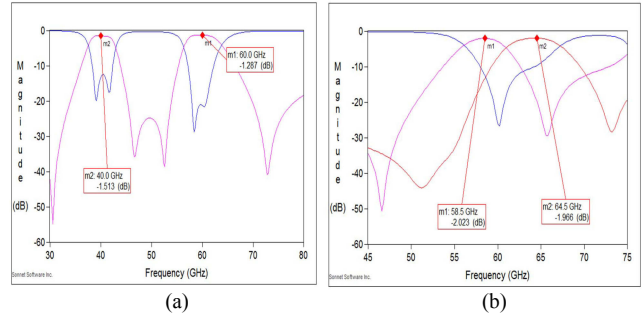 0
-10
-20
-30
-40
-50
-60
Magnitude
(dB)
m2
m1
m1: 60.0 GHz
-1.287 (dB)
m2: 40.0 GHz
-1.513 (dB)
30
40
50
60
70
80
Sonnet Software Inc.
Frequency (GHz)
(a)
0
-10
-20
-30
-40
-50
-60
Magnitude
(dB)
m1
m2
m1: 58.5 GHz
-2.023 (dB)
m2: 64.5 GHz
-1.966 (dB)
45
50
55
60
65
70
75
Sonnet Software Inc.
Frequency (GHz)
(b)